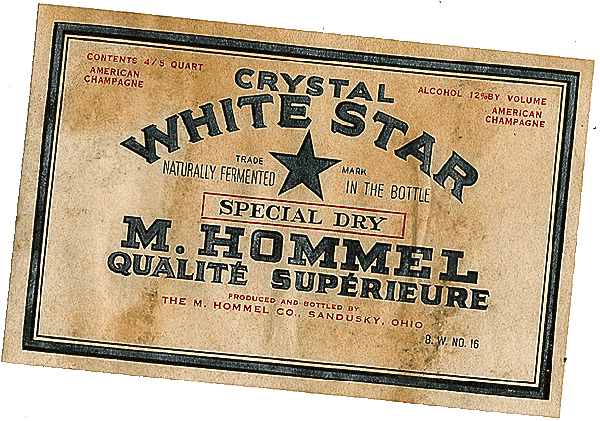 CONTENTS 4/5 QUART
AMERICAN
CHAMPAGNE
CRYSTAL
ALCOHOL 12% BY VOLUME
AMERICAN
CHAMPAGNE
WHITE STAR
TRADE MARK
NATURALLY FERMENTED IN THE BOTTLE
SPECIAL DRY
M. HOMMEL
QUALITÉ SUPÉRIEURE
PRODUCED AND BOTTLED BY
THE M. HOMMEL CO., SANDUSKY, OHIO
B. W. NO. 16